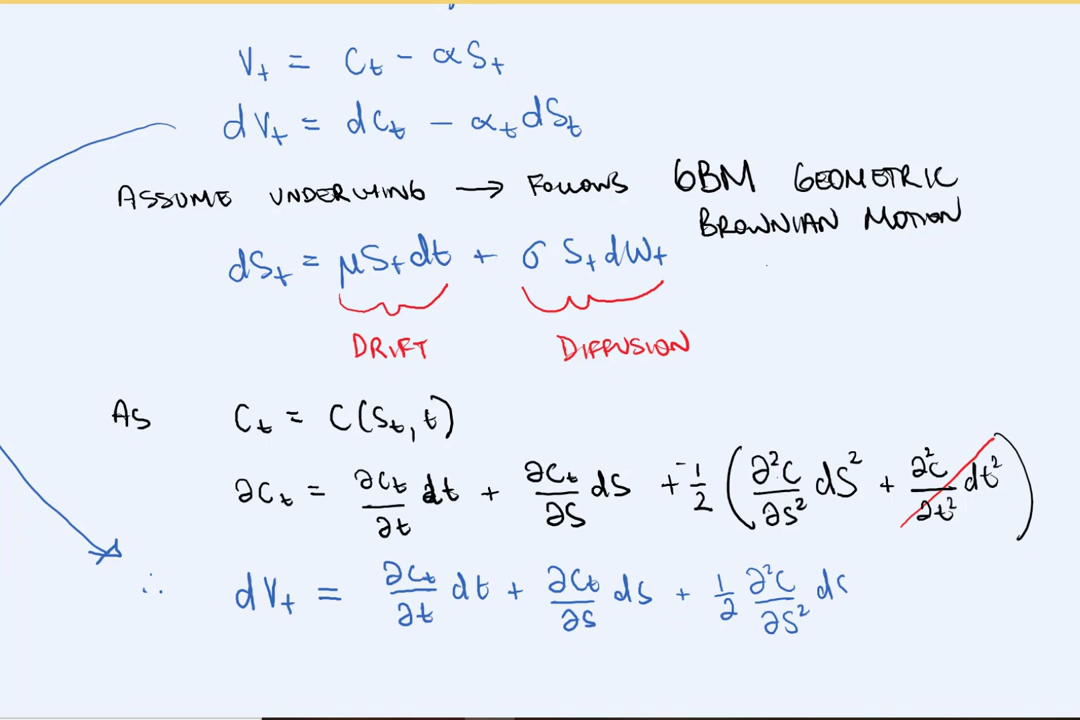 V_t = C_t - αS_t
dV_t = dC_t - α_t dS_t
ASSUME UNDERLYING → FOLLOWS GBM GEOMETRIC
BROWNIAN MOTION
dS_t = μS_t dt + σ S_t dW_t
DRIFT DIFFUSION
As C_t = C(S_t, t)
∂C_t = ∂C_t/∂t dt + ∂C_t/∂S dS + 1/2 (∂²C/∂S² dS² + ∂²C/∂t² dt²)
∴ dV_t = ∂C_t/∂t dt + ∂C_t/∂S dS + 1/2 ∂²C/∂S² dS